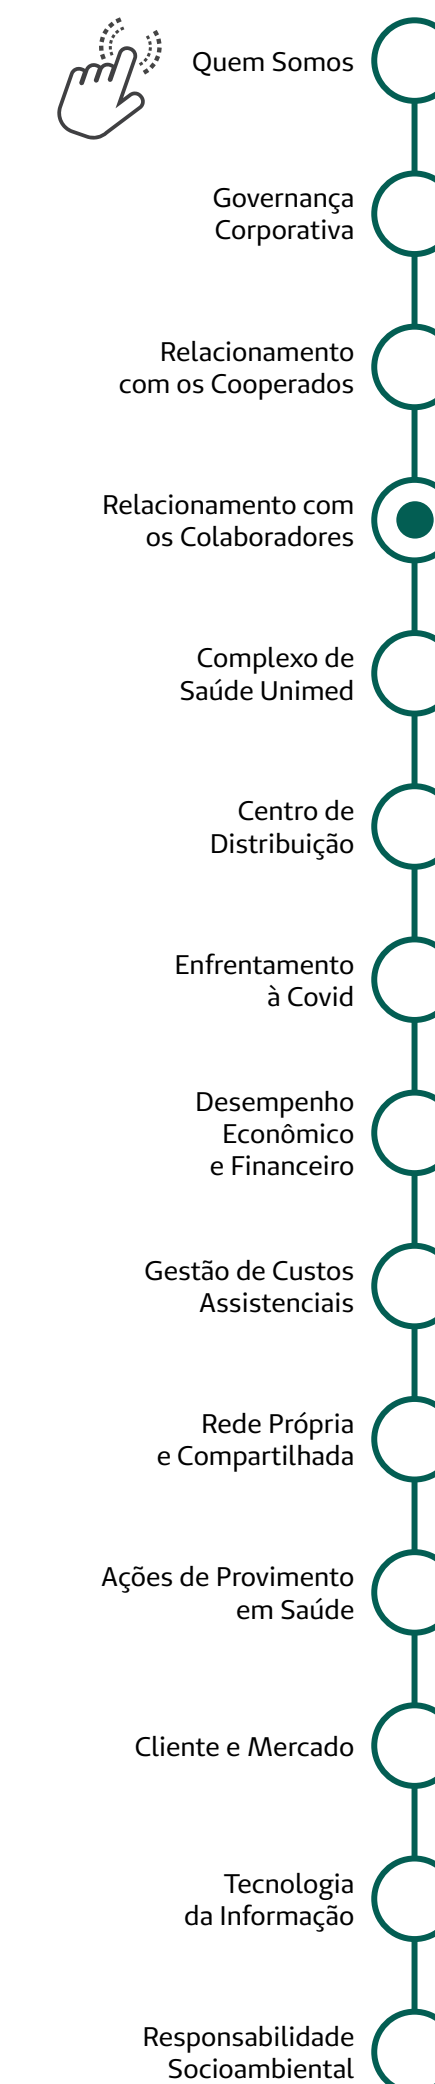 Quem Somos
Governança
Corporativa
Relacionamento
com os Cooperados
Relacionamento com
os Colaboradores
Complexo de
Saúde Unimed
Centro de
Distribuição
Enfrentamento
à Covid
Desempenho
Econômico
e Financeiro
Gestão de Custos
Assistenciais
Rede Própria
e Compartilhada
Ações de Provimento
em Saúde
Cliente e Mercado
Tecnologia
da Informação
Responsabilidade
Socioambiental